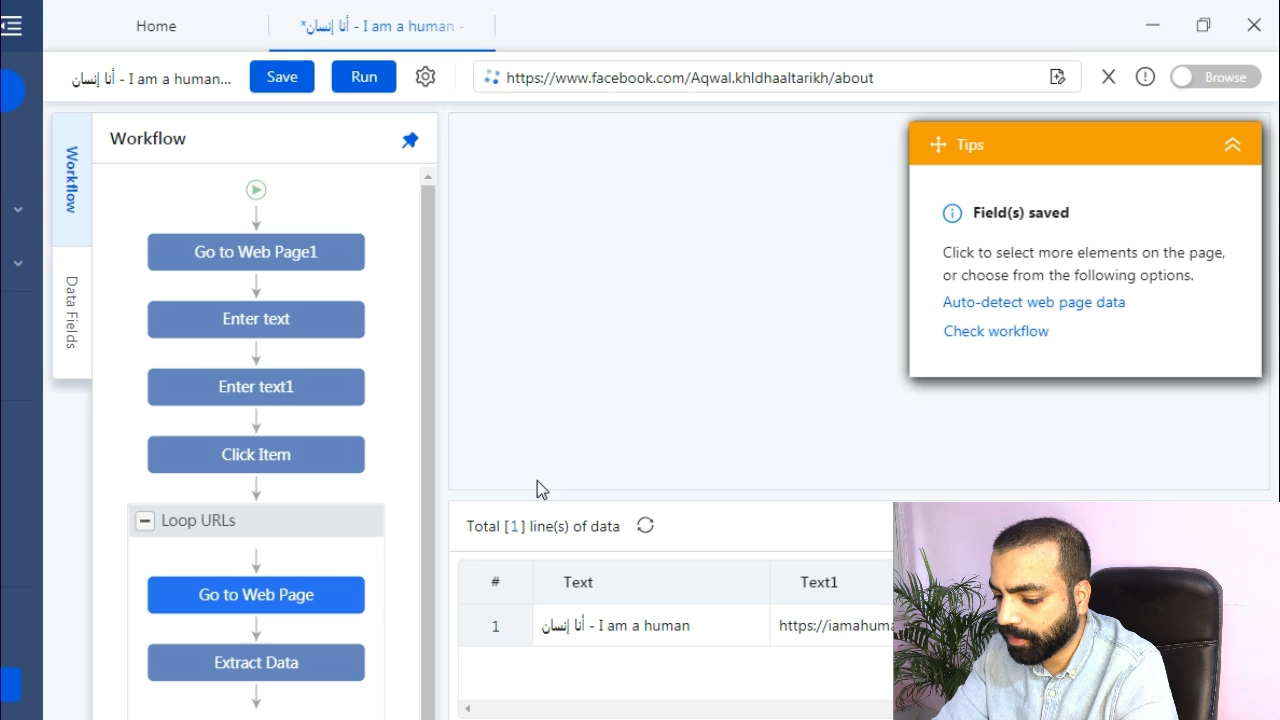 Home
*أنا إنسان - I am a human -
أنا إنسان - I am a human...
Save
Run
https://www.facebook.com/Aqwal.khldhaaltarikh/about
Browse
Workflow
Data Fields
Workflow
Go to Web Page1
Enter text
Enter text1
Click Item
Loop URLs
Go to Web Page
Extract Data
Tips
Field(s) saved
Click to select more elements on the page,
or choose from the following options.
Auto-detect web page data
Check workflow
Total [1] line(s) of data
# Text Text1
1 أنا إنسان - I am a human https://iamahuma